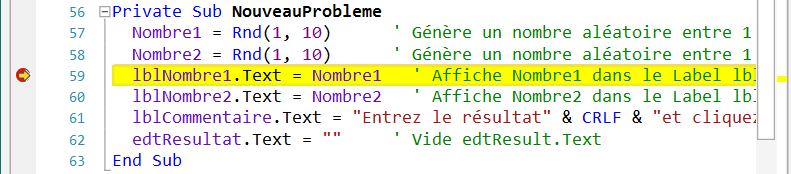 56 Private Sub NouveauProbleme
57 Nombre1 = Rnd(1, 10) ' Génère un nombre aléatoire entre 1
58 Nombre2 = Rnd(1, 10) ' Génère un nombre aléatoire entre 1
59 lblNombre1.Text = Nombre1 ' Affiche Nombre1 dans le Label lbl
60 lblNombre2.Text = Nombre2 ' Affiche Nombre2 dans le Label lbl
61 lblCommentaire.Text = "Entrez le résultat" & CRLF & "et cliquez
62 edtResultat.Text = "" ' Vide edtResult.Text
63 End Sub